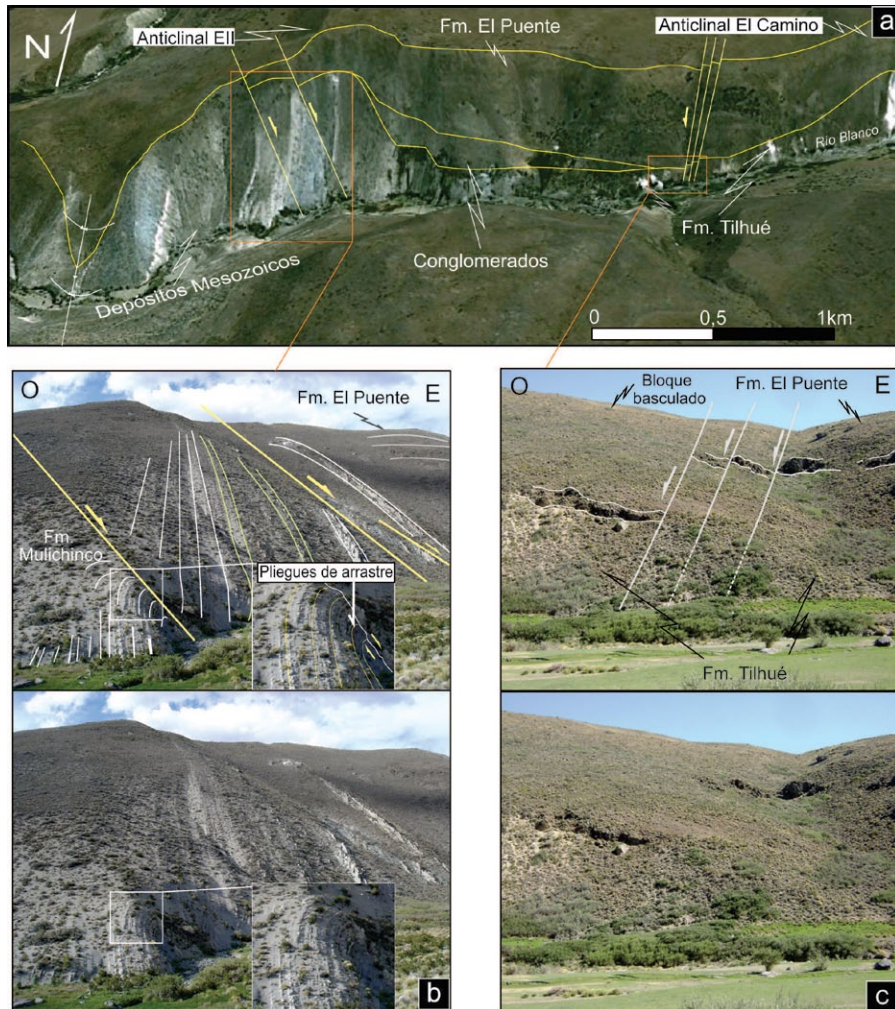 N
Anticlinal Ell
Fm. El Puente
Anticlinal El Camino
a
Río Blanco
Fm. Tilhué
Conglomerados
Depósitos Mesozoicos
0
0,5
1km
O
E
Fm. El Puente
Fm.
Mulichinco
Pliegues de arrastre
b
O
Bloque
basculado
Fm. El Puente
E
Fm. Tilhué
c